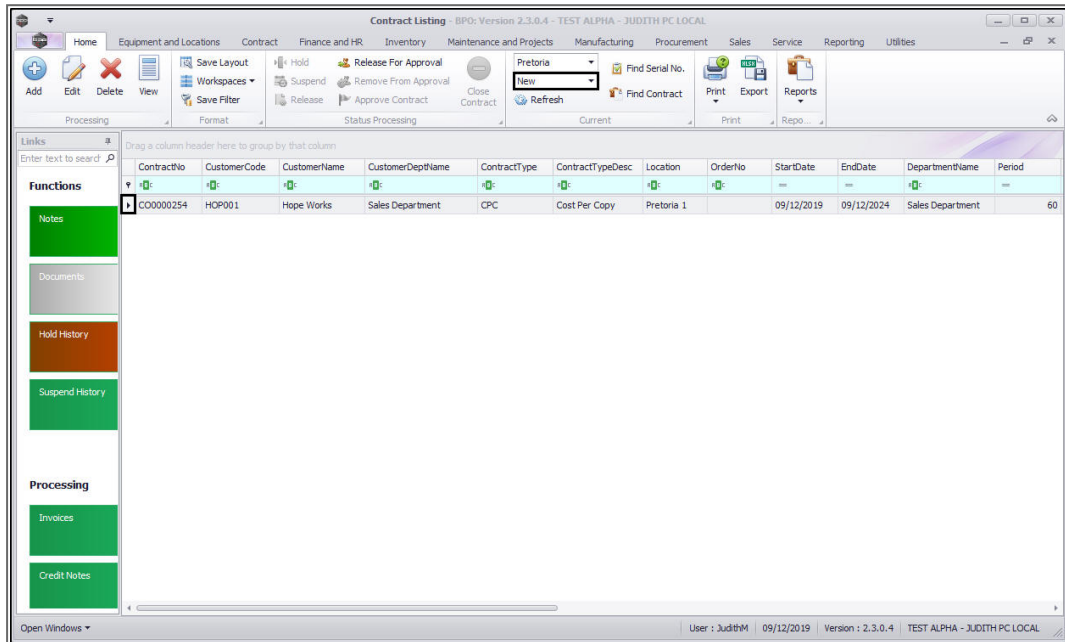 Contract Listing - BPO: Version 2.3.0.4 - TEST ALPHA - JUDITH PC LOCAL
Home Equipment and Locations Contract Finance and HR Inventory Maintenance and Projects Manufacturing Procurement Sales Service Reporting Utilities
Add Edit Delete View Save Layout Workspaces Save Filter Hold Suspend Release Release For Approval Remove From Approval Approve Contract Close Contract Pretoria New Refresh Find Serial No. Find Contract Print Export Reports
Processing Format Status Processing Current Print Repo...
Links
Drag a column header here to group by that column
Enter text to search
ContractNo CustomerCode CustomerName CustomerDeptName ContractType ContractTypeDesc Location OrderNo StartDate EndDate DepartmentName Period
CO0000254 HOP001 Hope Works Sales Department CPC Cost Per Copy Pretoria 1 09/12/2019 09/12/2024 Sales Department 60
Functions
Notes
Documents
Hold History
Suspend History
Processing
Invoices
Credit Notes
Open Windows User : JudithM 09/12/2019 Version : 2.3.0.4 TEST ALPHA - JUDITH PC LOCAL